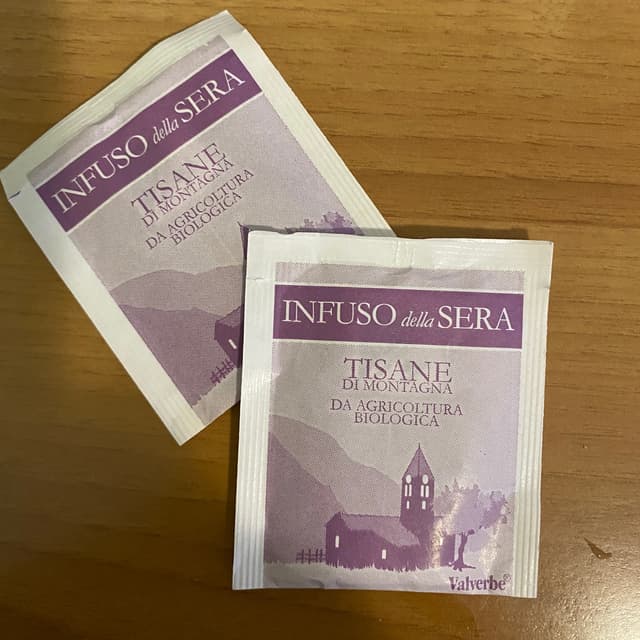 INFUSO della SERA
TISANE
DI MONTAGNA
DA AGRICOLTURA
BIOLOGICA
INFUSO della SERA
TISANE
DI MONTAGNA
DA AGRICOLTURA
BIOLOGICA
Valverbe®